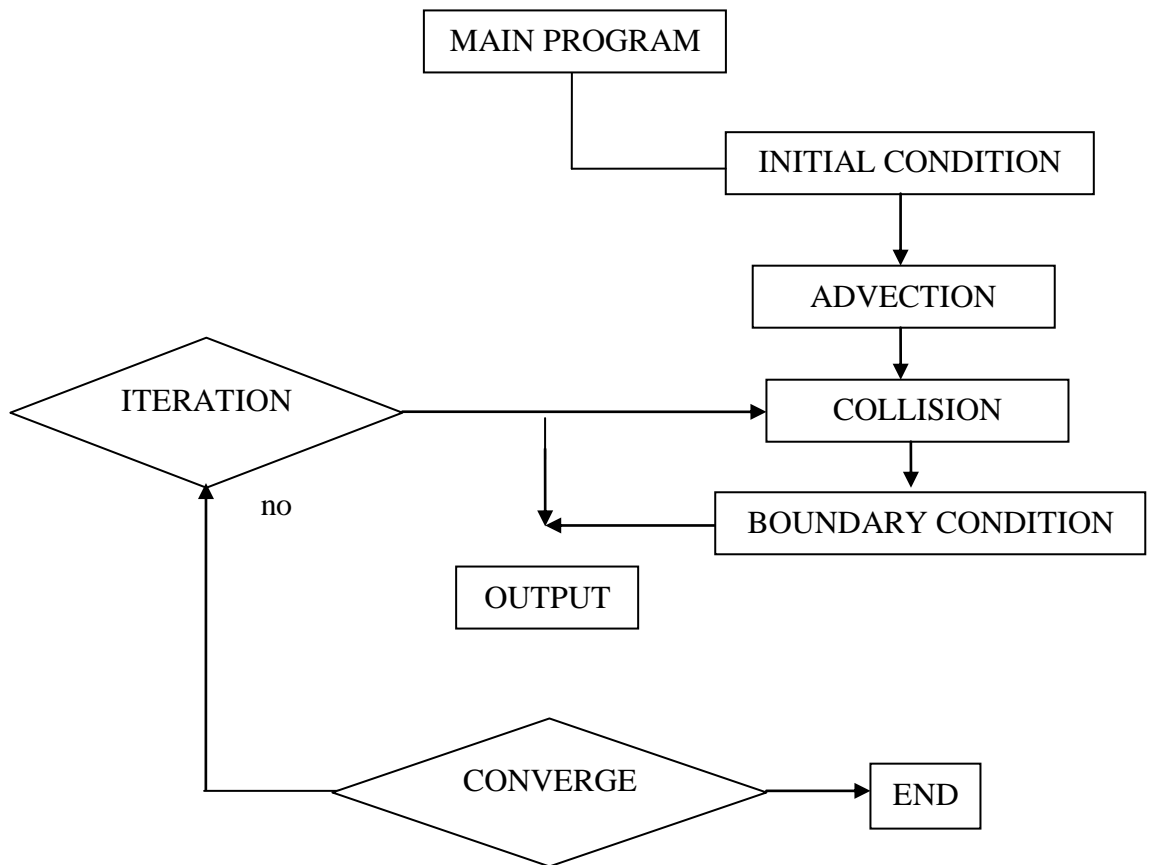 MAIN PROGRAM
INITIAL CONDITION
ADVECTION
ITERATION
COLLISION
no
BOUNDARY CONDITION
OUTPUT
CONVERGE
END